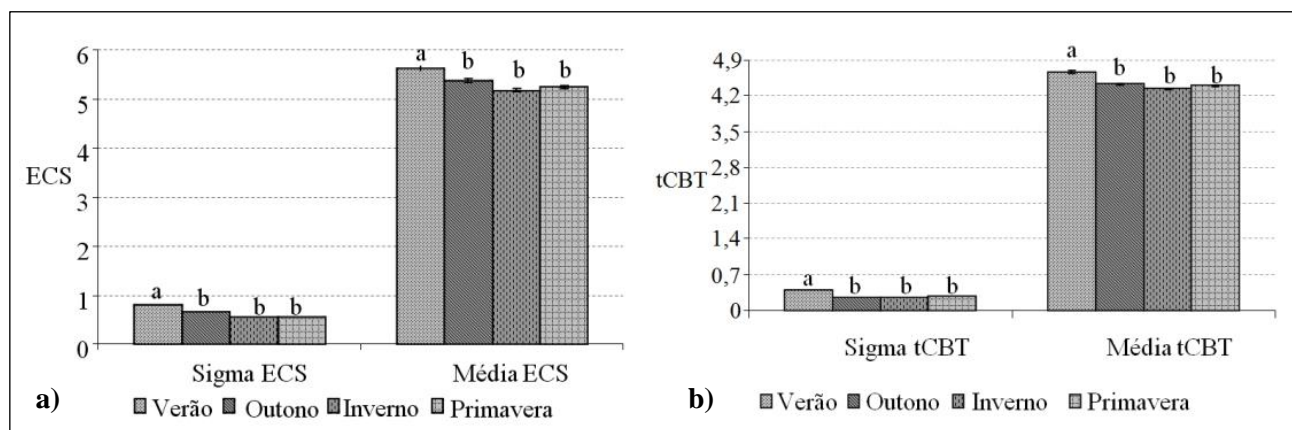 6
5
4
3
2
1
0
ECS
a b b b
a b b b
Sigma ECS Média ECS
a) Verão Outono Inverno Primavera
4,9
4,2
3,5
2,8
2,1
1,4
0,7
0
tCBT
a b b b
a b b b
Sigma tCBT Média tCBT
b) Verão Outono Inverno Primavera